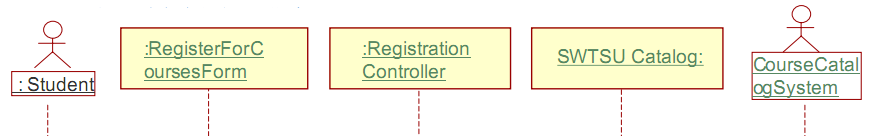 : Student
:RegisterForC
oursesForm
:Registration
Controller
SWTSU Catalog:
CourseCatal
ogSystem